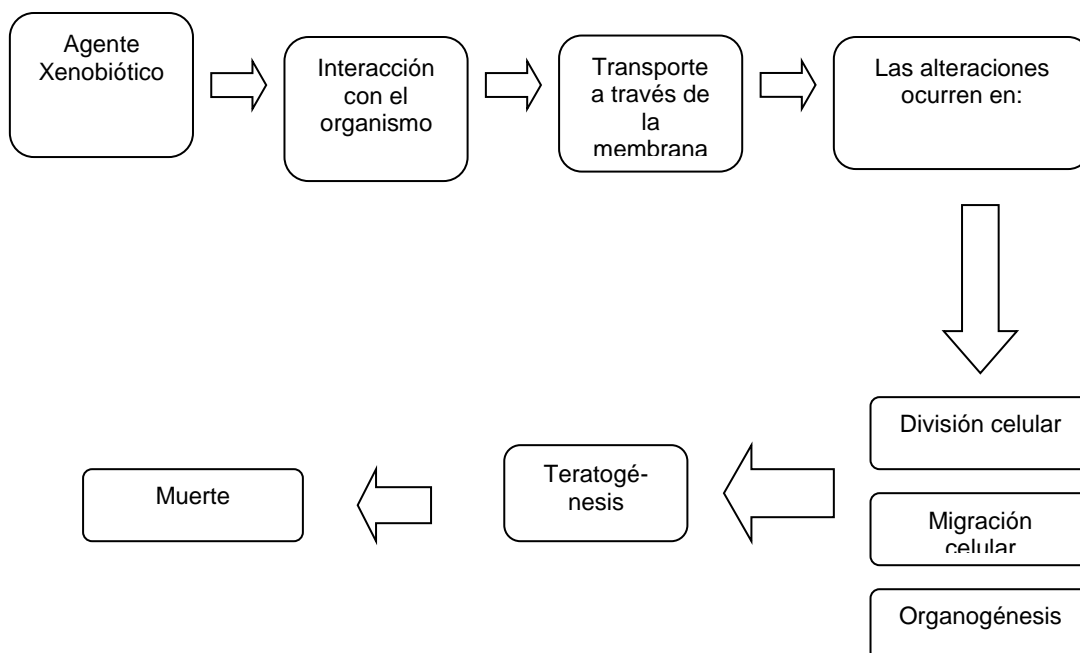 Agente
Xenobiótico
Interacción
con el
organismo
Transporte
a través de
la
membrana
Las alteraciones
ocurren en:
División celular
Migración
celular
Organogénesis
Teratogé-
nesis
Muerte